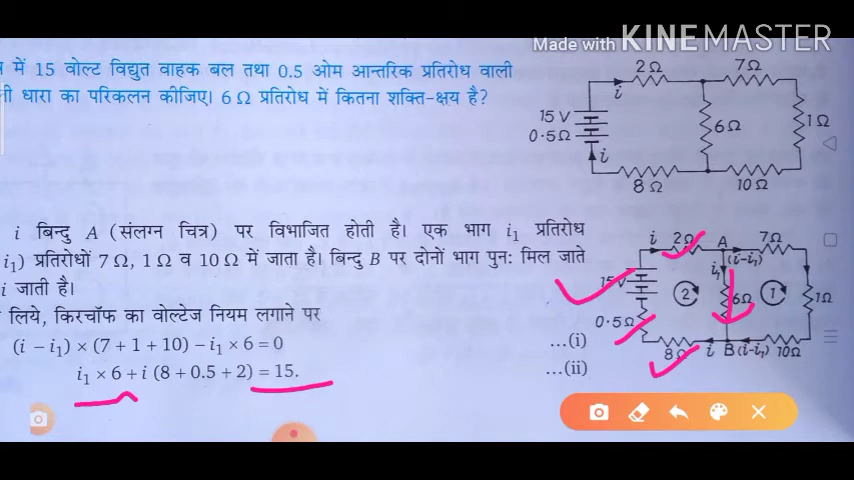 Made with KINEMASTER
में 15 वोल्ट विद्युत वाहक बल तथा 0.5 ओम आन्तरिक प्रतिरोध वाली
धारा का परिकलन कीजिए। 6 Ω प्रतिरोध में कितना शक्ति-क्षय है?
2Ω
7Ω
i
15 V
0·5Ω
6Ω
1Ω
i
8Ω
10Ω
i बिन्दु A (संलग्न चित्र) पर विभाजित होती है। एक भाग i₁ प्रतिरोध
i₁) प्रतिरोधों 7 Ω, 1 Ω व 10 Ω में जाता है। बिन्दु B पर दोनों भाग पुन: मिल जाते
i जाती है।
लिये, किरचॉफ का वोल्टेज नियम लगाने पर
(i − i₁) × (7 + 1 + 10) − i₁ × 6 = 0 ...(i)
i₁ × 6 + i (8 + 0.5 + 2) = 15. ...(ii)
i 2Ω A 7Ω
(i-i₁)
i₁
15V
2 6Ω 1 1Ω
0·5Ω
8Ω i B (i-i₁) 10Ω